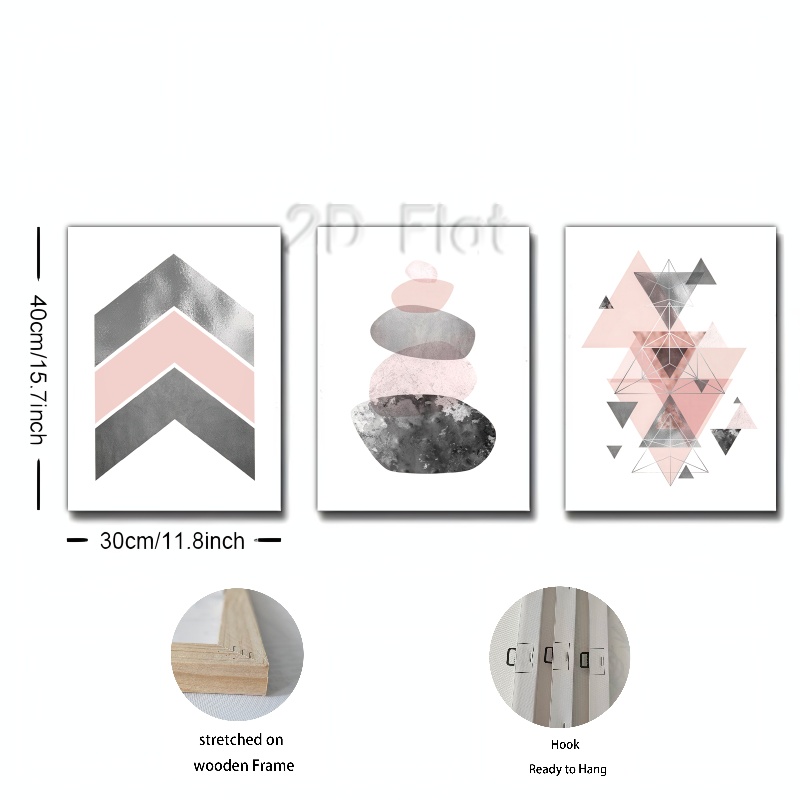 2D Flat
40cm/15.7inch
30cm/11.8inch
stretched on
wooden Frame
Hook
Ready to Hang